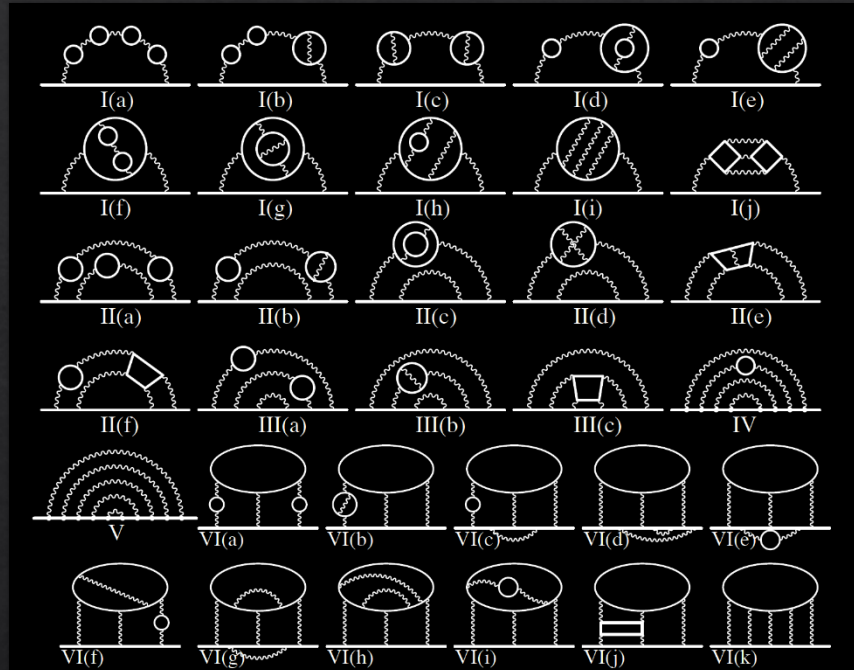 I(a) I(b) I(c) I(d) I(e)
I(f) I(g) I(h) I(i) I(j)
II(a) II(b) II(c) II(d) II(e)
II(f) III(a) III(b) III(c) IV
V VI(a) VI(b) VI(c) VI(d) VI(e)
VI(f) VI(g) VI(h) VI(i) VI(j) VI(k)